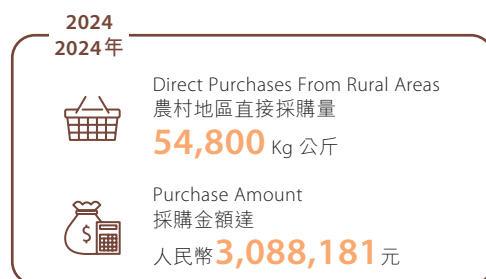 2024
2024年
Direct Purchases From Rural Areas
農村地區直接採購量
54,800 Kg 公斤
Purchase Amount
採購金額達
人民幣3,088,181元
$